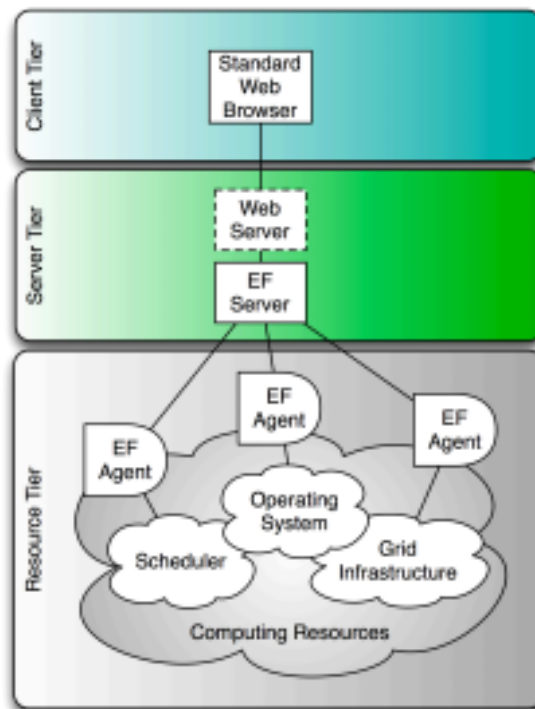 Client Tier
Standard
Web
Browser
Server Tier
Web
Server
EF
Server
Resource Tier
EF
Agent
EF
Agent
EF
Agent
Operating
System
Scheduler
Grid
Infrastructure
Computing Resources